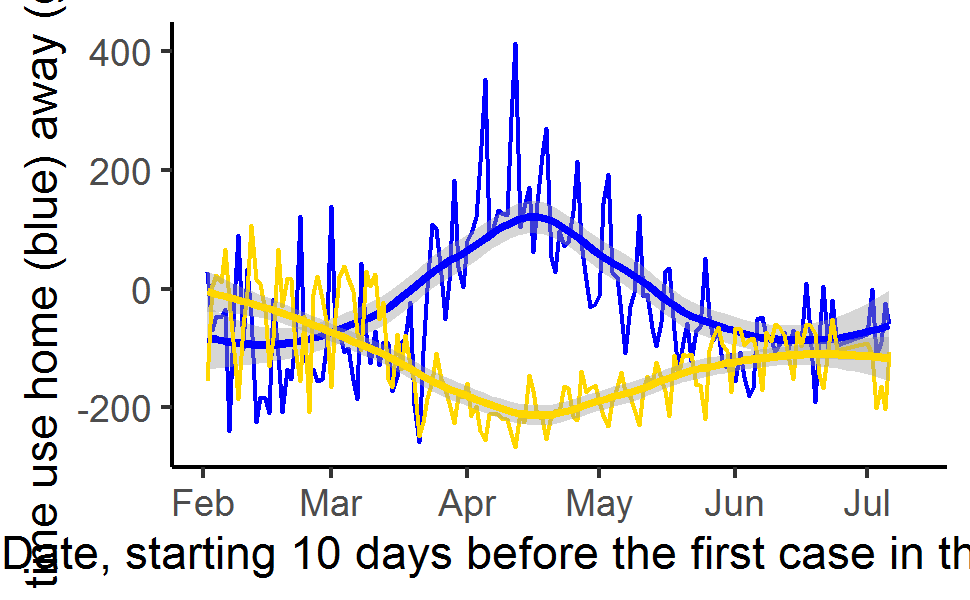 time use home (blue) away (
400
200
0
-200
Feb Mar Apr May Jun Jul
Date, starting 10 days before the first case in th